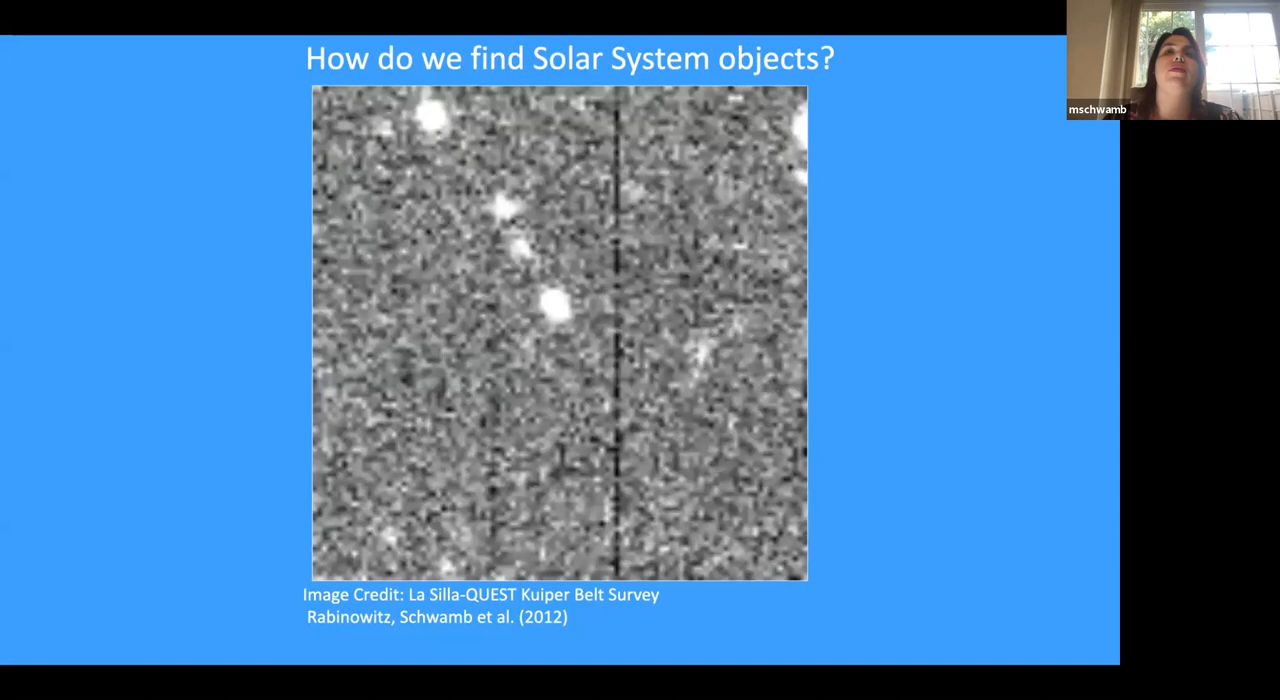 How do we find Solar System objects?
mschwamb
Image Credit: La Silla-QUEST Kuiper Belt Survey
Rabinowitz, Schwamb et al. (2012)